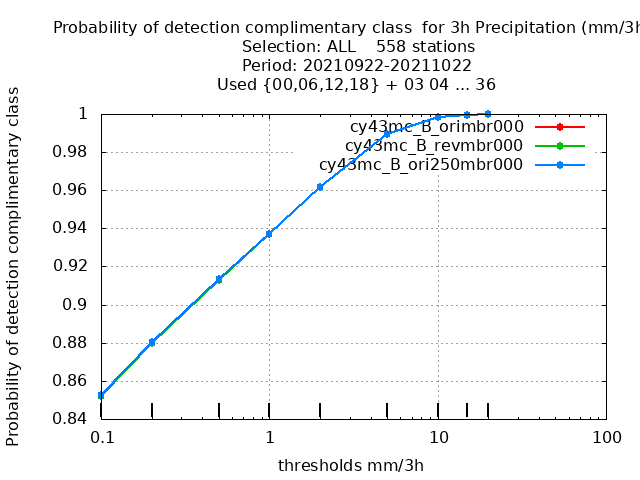 Probability of detection complimentary class  for 3h Precipitation (mm/3h
Selection: ALL    558 stations
Period: 20210922-20211022
Used {00,06,12,18} + 03 04 ... 36
Probability of detection complimentary class
1
0.98
0.96
0.94
0.92
0.9
0.88
0.86
0.84
cy43mc_B_orimbr000
cy43mc_B_revmbr000
cy43mc_B_ori250mbr000
0.1
1
10
100
thresholds mm/3h